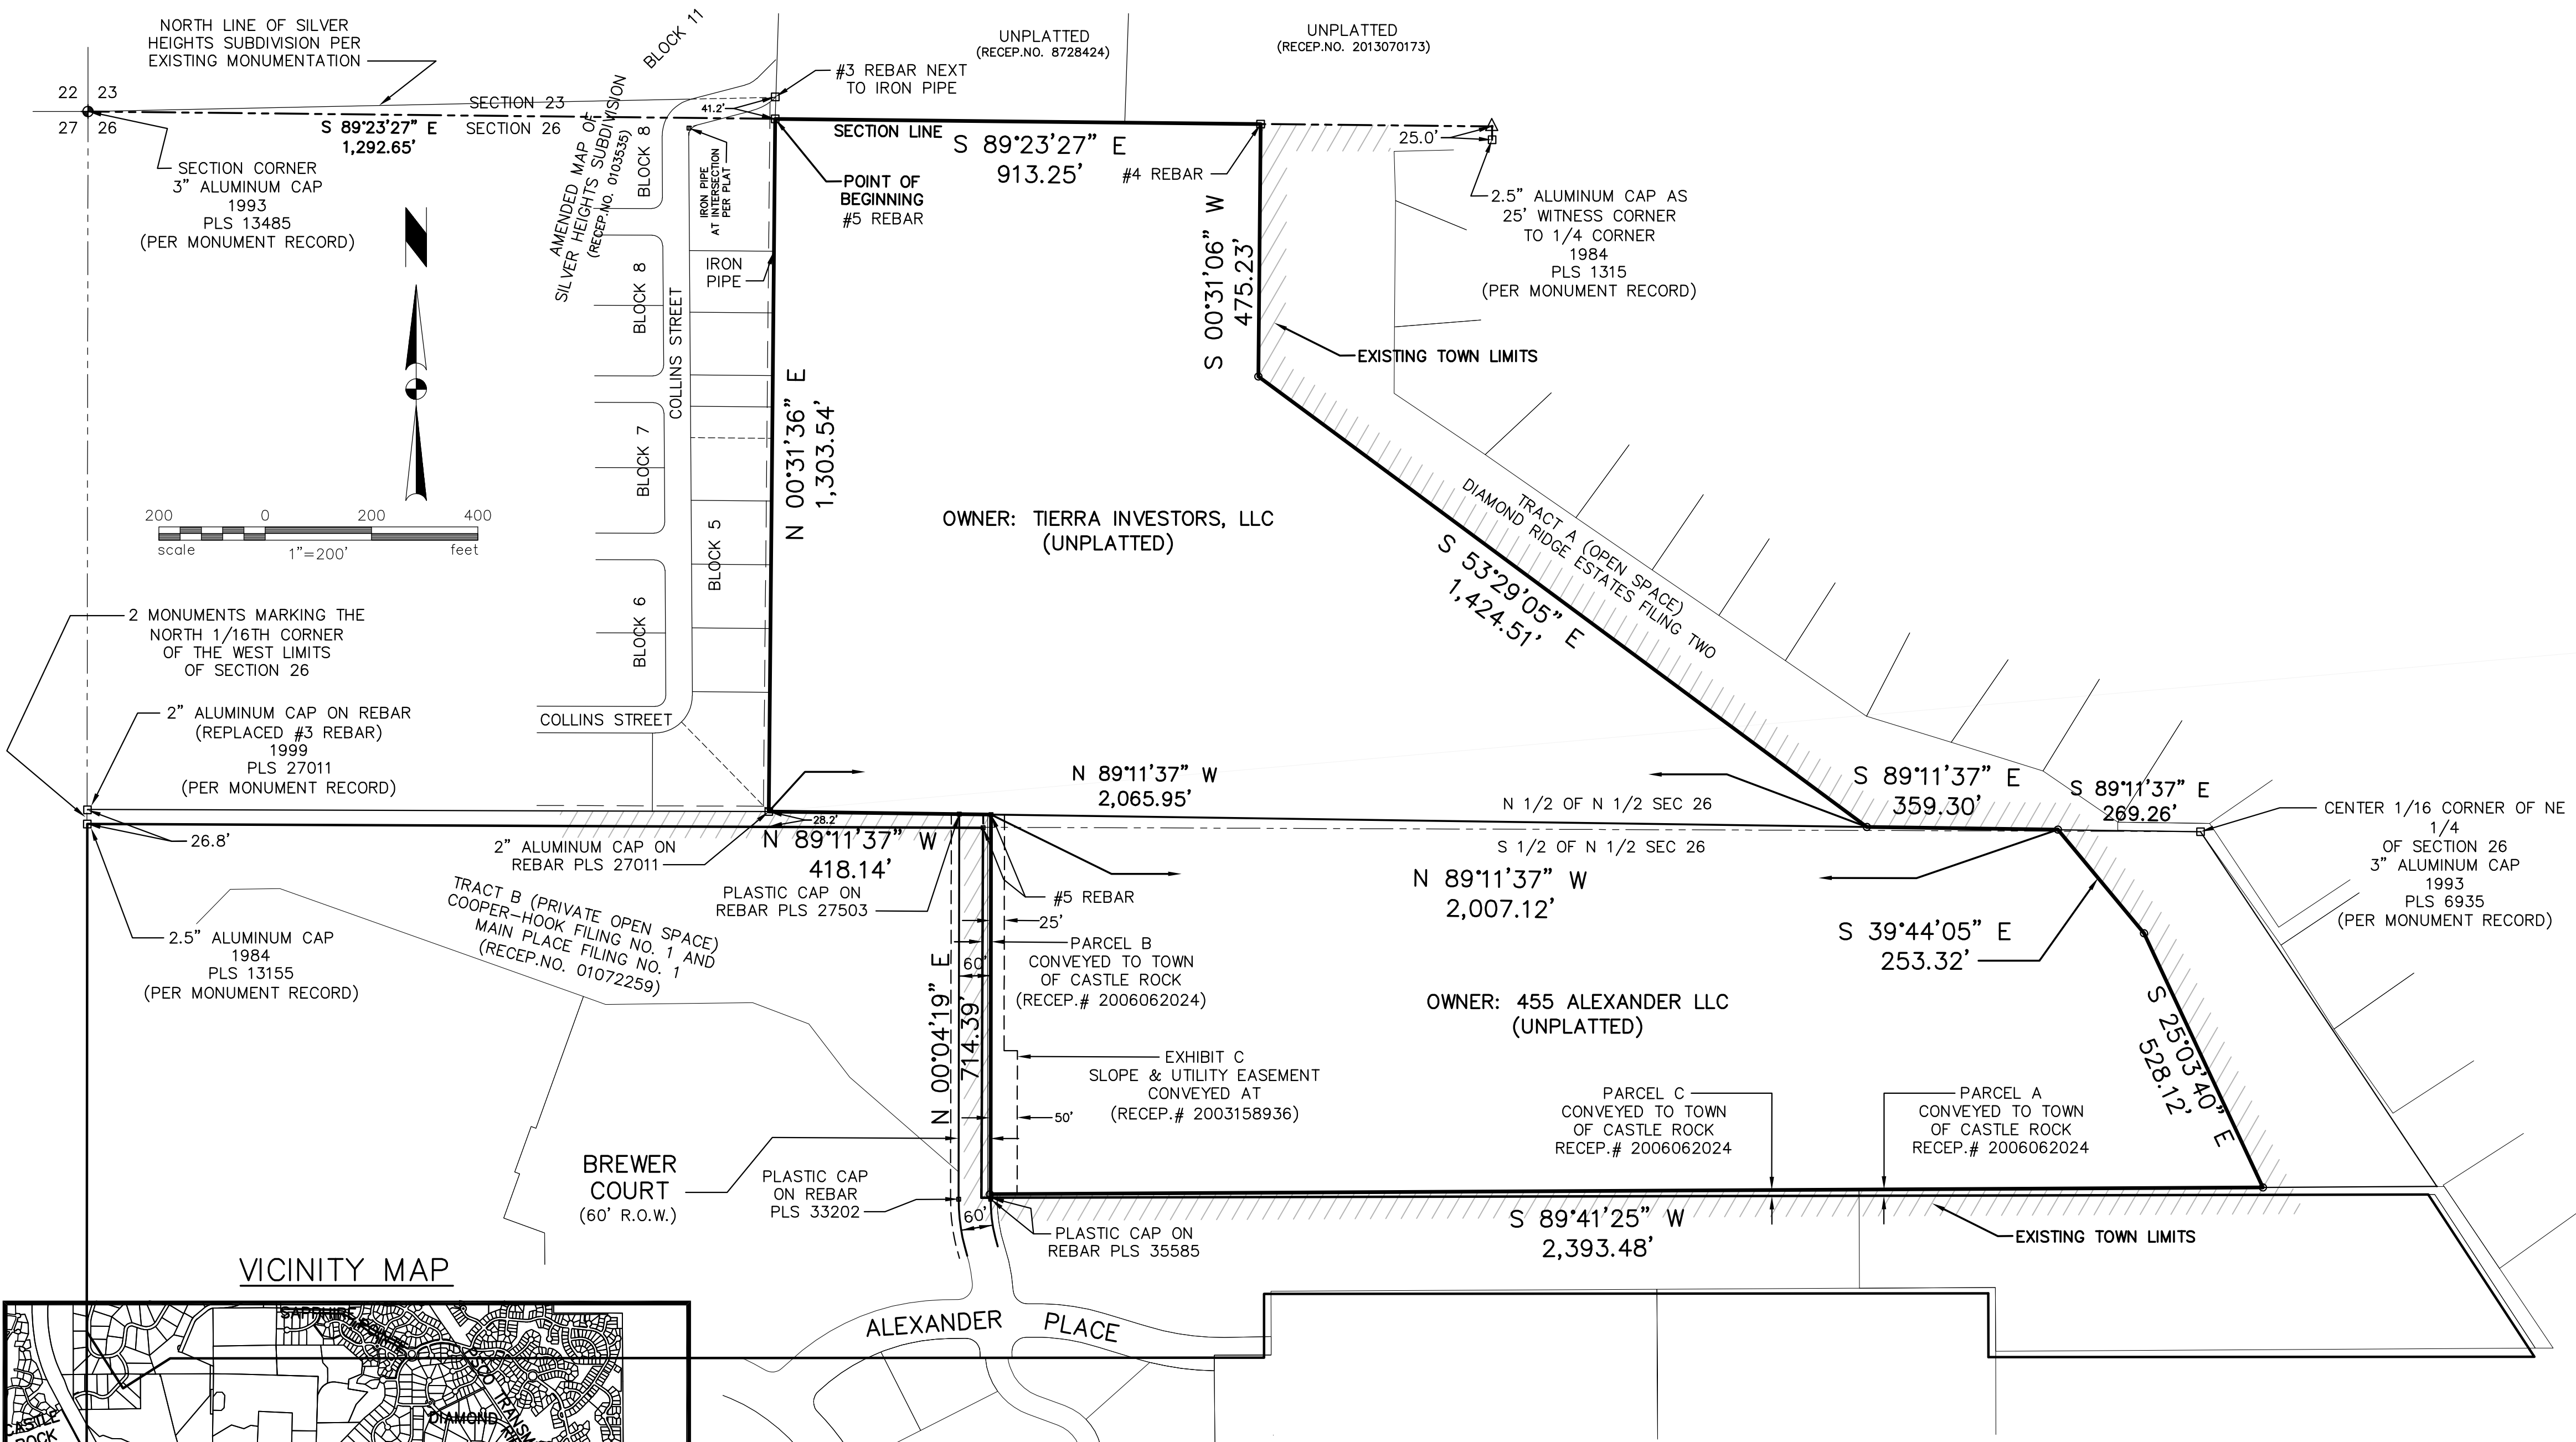 NORTH LINE OF SILVER
HEIGHTS SUBDIVISION PER
EXISTING MONUMENTATION
BLOCK 11
UNPLATTED
(RECEP.NO. 8728424)
UNPLATTED
(RECEP.NO. 2013070173)
#3 REBAR NEXT
TO IRON PIPE
22 23
27 26
SECTION 23
SECTION 26
41.2'
S 89°23'27" E
1,292.65'
SECTION CORNER
3" ALUMINUM CAP
1993
PLS 13485
(PER MONUMENT RECORD)
AMENDED MAP OF
SILVER HEIGHTS SUBDIVISION
(RECEP.NO. 0103535)
BLOCK 8
IRON PIPE
AT INTERSECTION
PER PLAT
SECTION LINE
S 89°23'27" E
913.25'
POINT OF
BEGINNING
#5 REBAR
#4 REBAR
25.0'
2.5" ALUMINUM CAP AS
25' WITNESS CORNER
TO 1/4 CORNER
1984
PLS 1315
(PER MONUMENT RECORD)
S 00°31'06" W
475.23'
EXISTING TOWN LIMITS
IRON
PIPE
BLOCK 8
COLLINS STREET
BLOCK 7
BLOCK 5
BLOCK 6
N 00°31'36" E
1,303.54'
200 0 200 400
scale
1"=200'
feet
OWNER: TIERRA INVESTORS, LLC
(UNPLATTED)
TRACT A (OPEN SPACE)
DIAMOND RIDGE ESTATES FILING TWO
S 53°29'05" E
1,424.51'
2 MONUMENTS MARKING THE
NORTH 1/16TH CORNER
OF THE WEST LIMITS
OF SECTION 26
2" ALUMINUM CAP ON REBAR
(REPLACED #3 REBAR)
1999
PLS 27011
(PER MONUMENT RECORD)
COLLINS STREET
N 89°11'37" W
2,065.95'
S 89°11'37" E
359.30'
S 89°11'37" E
269.26'
N 1/2 OF N 1/2 SEC 26
S 1/2 OF N 1/2 SEC 26
CENTER 1/16 CORNER OF NE
1/4
OF SECTION 26
3" ALUMINUM CAP
1993
PLS 6935
(PER MONUMENT RECORD)
26.8'
28.2'
2" ALUMINUM CAP ON
REBAR PLS 27011
N 89°11'37" W
418.14'
PLASTIC CAP ON
REBAR PLS 27503
#5 REBAR
25'
N 89°11'37" W
2,007.12'
S 39°44'05" E
253.32'
2.5" ALUMINUM CAP
1984
PLS 13155
(PER MONUMENT RECORD)
TRACT B (PRIVATE OPEN SPACE)
COOPER-HOOK FILING NO. 1 AND
MAIN PLACE FILING NO. 1
(RECEP.NO. 01072259)
PARCEL B
CONVEYED TO TOWN
OF CASTLE ROCK
(RECEP.# 2006062024)
60'
N 00°04'19" E
714.39'
OWNER: 455 ALEXANDER LLC
(UNPLATTED)
S 25°03'40" E
528.12'
EXHIBIT C
SLOPE & UTILITY EASEMENT
CONVEYED AT
(RECEP.# 2003158936)
50'
PARCEL C
CONVEYED TO TOWN
OF CASTLE ROCK
RECEP.# 2006062024
PARCEL A
CONVEYED TO TOWN
OF CASTLE ROCK
RECEP.# 2006062024
BREWER
COURT
(60' R.O.W.)
PLASTIC CAP
ON REBAR
PLS 33202
60'
PLASTIC CAP ON
REBAR PLS 35585
S 89°41'25" W
2,393.48'
EXISTING TOWN LIMITS
VICINITY MAP
ALEXANDER PLACE
SAPPHIRE POINTE
DIAMOND
CASTLE
ROCK